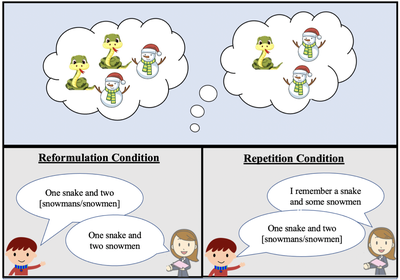 Reformulation Condition
One snake and two
[snowmans/snowmen]
One snake and
two snowmen
Repetition Condition
I remember a snake
and some snowmen
One snake and two
[snowmans/snowmen]